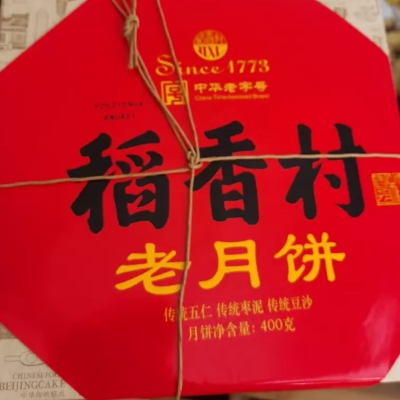 Since 1773
中华老字号
China Time-honored Brand
稻香村
老月饼
传统五仁 传统枣泥 传统豆沙
月饼净含量: 400克
BEIJINGCAKE